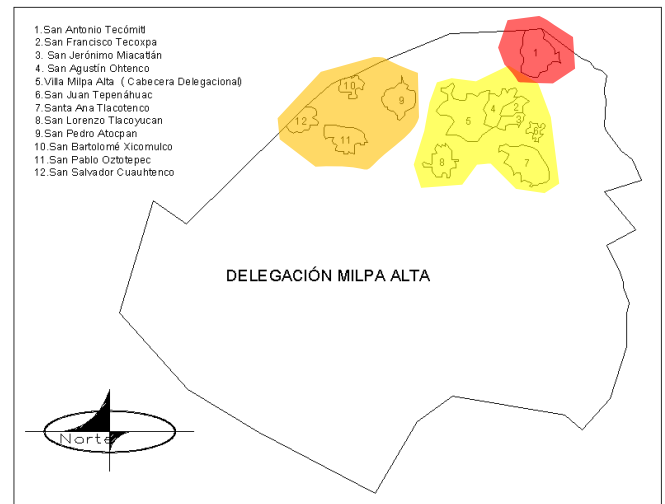 1.San Antonio Tecómitl
2.San Francisco Tecoxpa
3. San Jerónimo Miacatlán
4. San Agustín Ohtenco
5.Villa Milpa Alta ( Cabecera Delegacional)
6.San Juan Tepenáhuac
7.Santa Ana Tlacotenco
8.San Lorenzo Tlacoyucan
9.San Pedro Atocpan
10.San Bartolomé Xicomulco
11.San Pablo Oztotepec
12.San Salvador Cuauhtenco
1
10
9
12
11
5
4
2
3
6
8
7
DELEGACIÓN MILPA ALTA
Norte